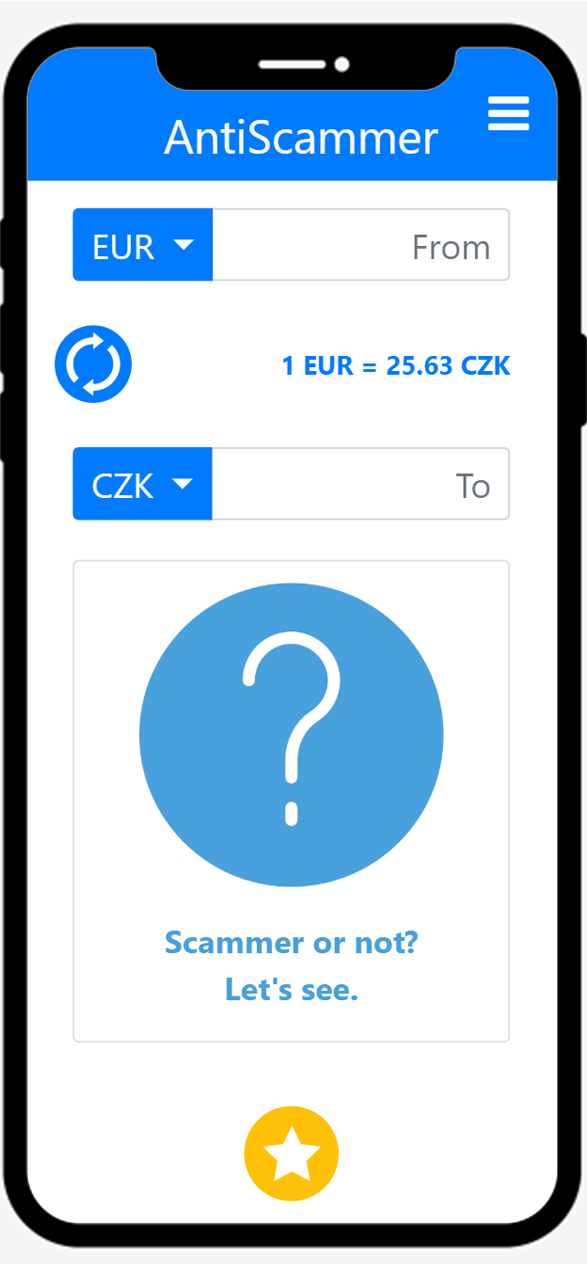 AntiScammer
EUR From
1 EUR = 25.63 CZK
CZK To
Scammer or not?
Let's see.